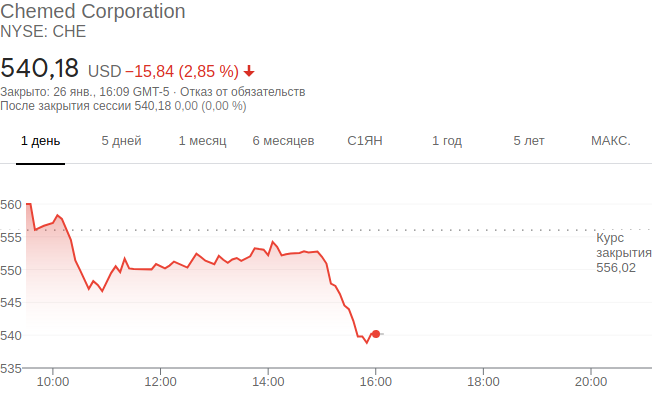 Chemed Corporation
NYSE: CHE
540,18 USD −15,84 (2,85 %)
Закрыто: 26 янв., 16:09 GMT-5 · Отказ от обязательств
После закрытия сессии 540,18 0,00 (0,00 %)
1 день 5 дней 1 месяц 6 месяцев С1ЯН 1 год 5 лет МАКС.
560
555
Курс
закрытия
556,02
550
545
540
535
10:00 12:00 14:00 16:00 18:00 20:00